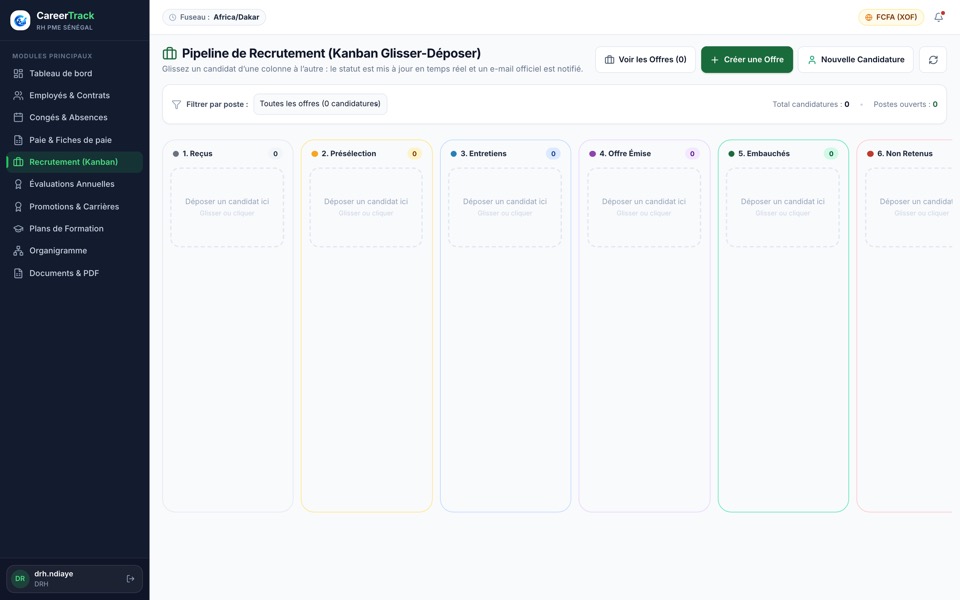 CareerTrack
RH PME SÉNÉGAL
Fuseau : Africa/Dakar
FCFA (XOF)
MODULES PRINCIPAUX
Tableau de bord
Employés & Contrats
Congés & Absences
Paie & Fiches de paie
Recrutement (Kanban)
Évaluations Annuelles
Promotions & Carrières
Plans de Formation
Organigramme
Documents & PDF
DR
drh.ndiaye
DRH
Pipeline de Recrutement (Kanban Glisser-Déposer)
Glissez un candidat d'une colonne à l'autre : le statut est mis à jour en temps réel et un e-mail officiel est notifié.
Voir les Offres (0)
Créer une Offre
Nouvelle Candidature
Filtrer par poste :
Toutes les offres (0 candidatures)
Total candidatures : 0
•
Postes ouverts : 0
1. Reçus
0
Déposer un candidat ici
Glisser ou cliquer
2. Présélection
0
Déposer un candidat ici
Glisser ou cliquer
3. Entretiens
0
Déposer un candidat ici
Glisser ou cliquer
4. Offre Émise
0
Déposer un candidat ici
Glisser ou cliquer
5. Embauchés
0
Déposer un candidat ici
Glisser ou cliquer
6. Non Retenus
Déposer un candidat
Glisser ou cliquer